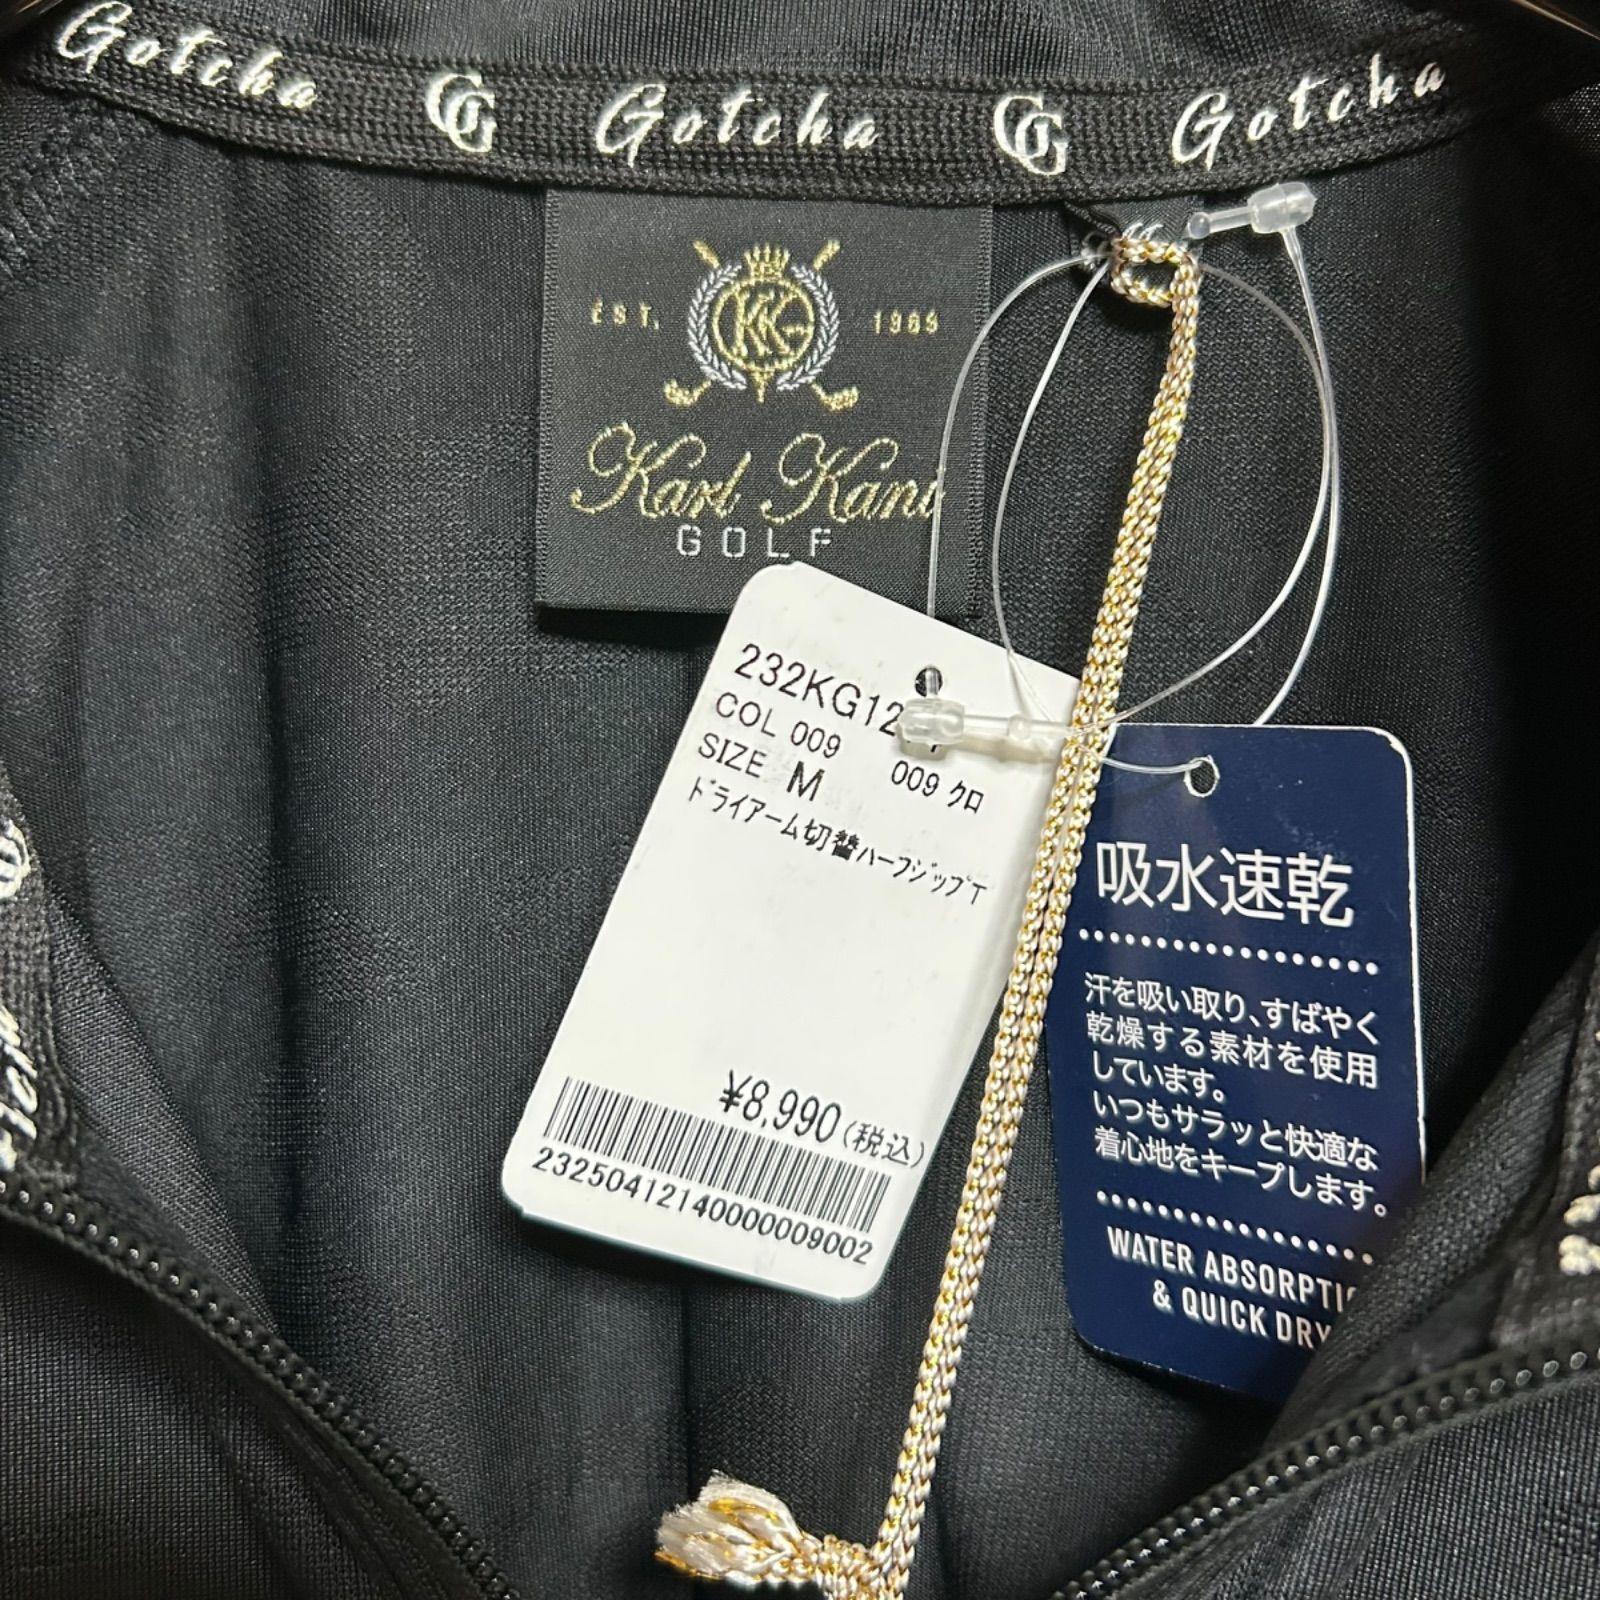 Gotcha GG Gotcha GG Gotcha
EST. 1989
KK
Karl Kani
GOLF
232KG12
COL 009
009 クロ
SIZE M
ドライアーム切替ハーフジップT
¥8,990(税込)
2325041214000009002
吸水速乾
汗を吸い取り、すばやく
乾燥する素材を使用
しています。
いつもサラッと快適な
着心地をキープします。
WATER ABSORPTI
& QUICK DRY